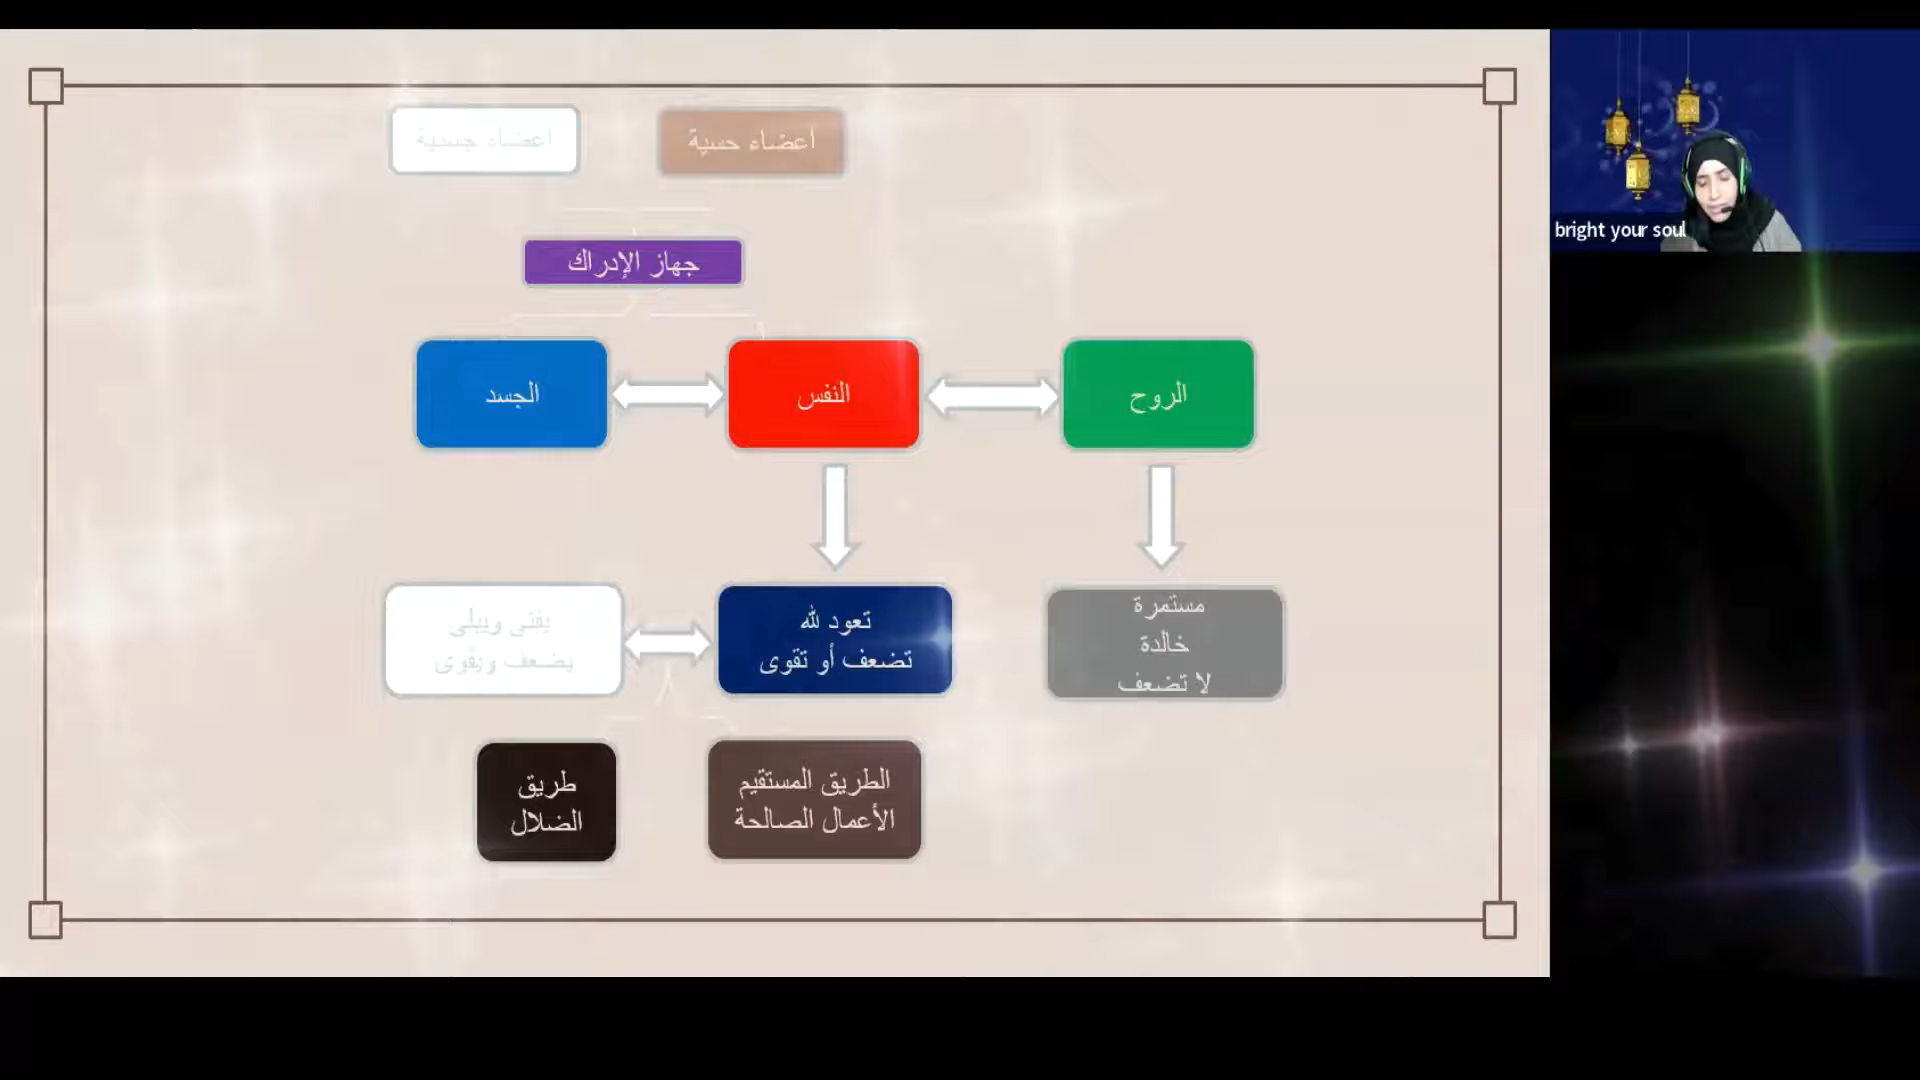 أعضاء حسية
أعضاء جسدية
جهاز الإدراك
الروح
النفس
الجسد
مستمرة
خالدة
لا تضعف
تعود لله
تضعف أو تقوى
يفنى ويبلى
يضعف ويقوى
الطريق المستقيم
الأعمال الصالحة
طريق
الضلال
bright your soul